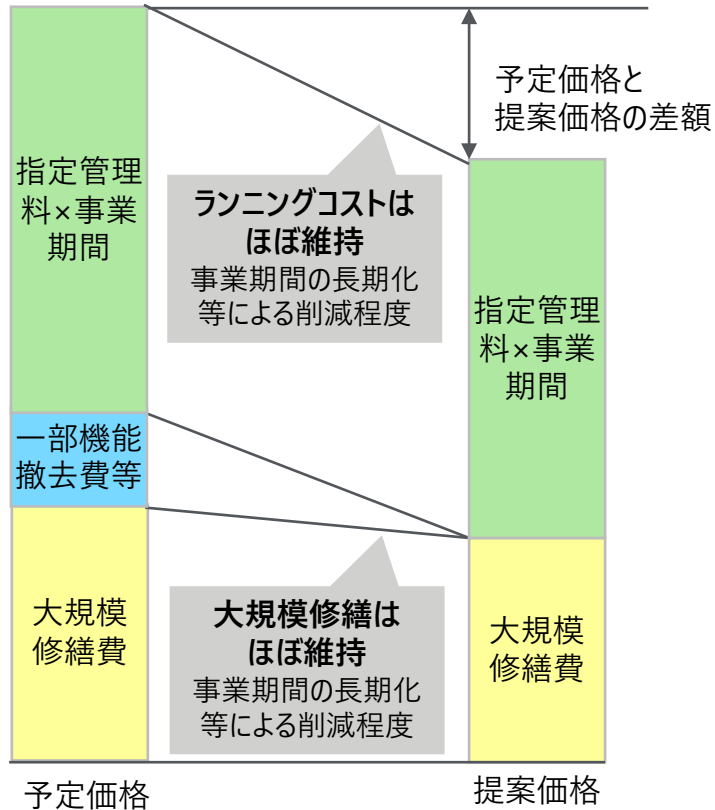 予定価格と
提案価格の差額
指定管理
料×事業
期間
ランニングコストは
ほぼ維持
事業期間の長期化
等による削減程度
指定管理
料×事業
期間
一部機能
撤去費等
大規模
修繕費
大規模修繕は
ほぼ維持
事業期間の長期化
等による削減程度
大規模
修繕費
予定価格
提案価格